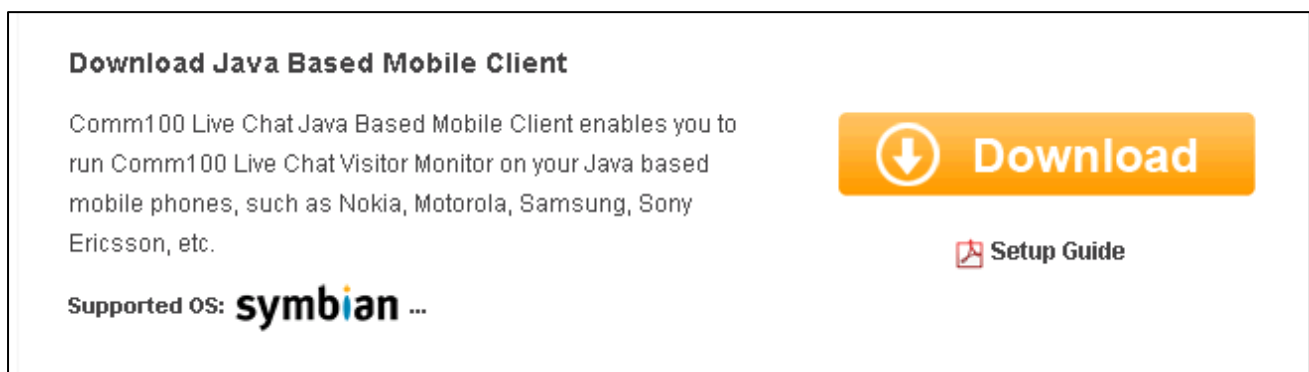 Download Java Based Mobile Client
Comm100 Live Chat Java Based Mobile Client enables you to
run Comm100 Live Chat Visitor Monitor on your Java based
mobile phones, such as Nokia, Motorola, Samsung, Sony
Ericsson, etc.
Supported OS: symbian ...
Download
Setup Guide